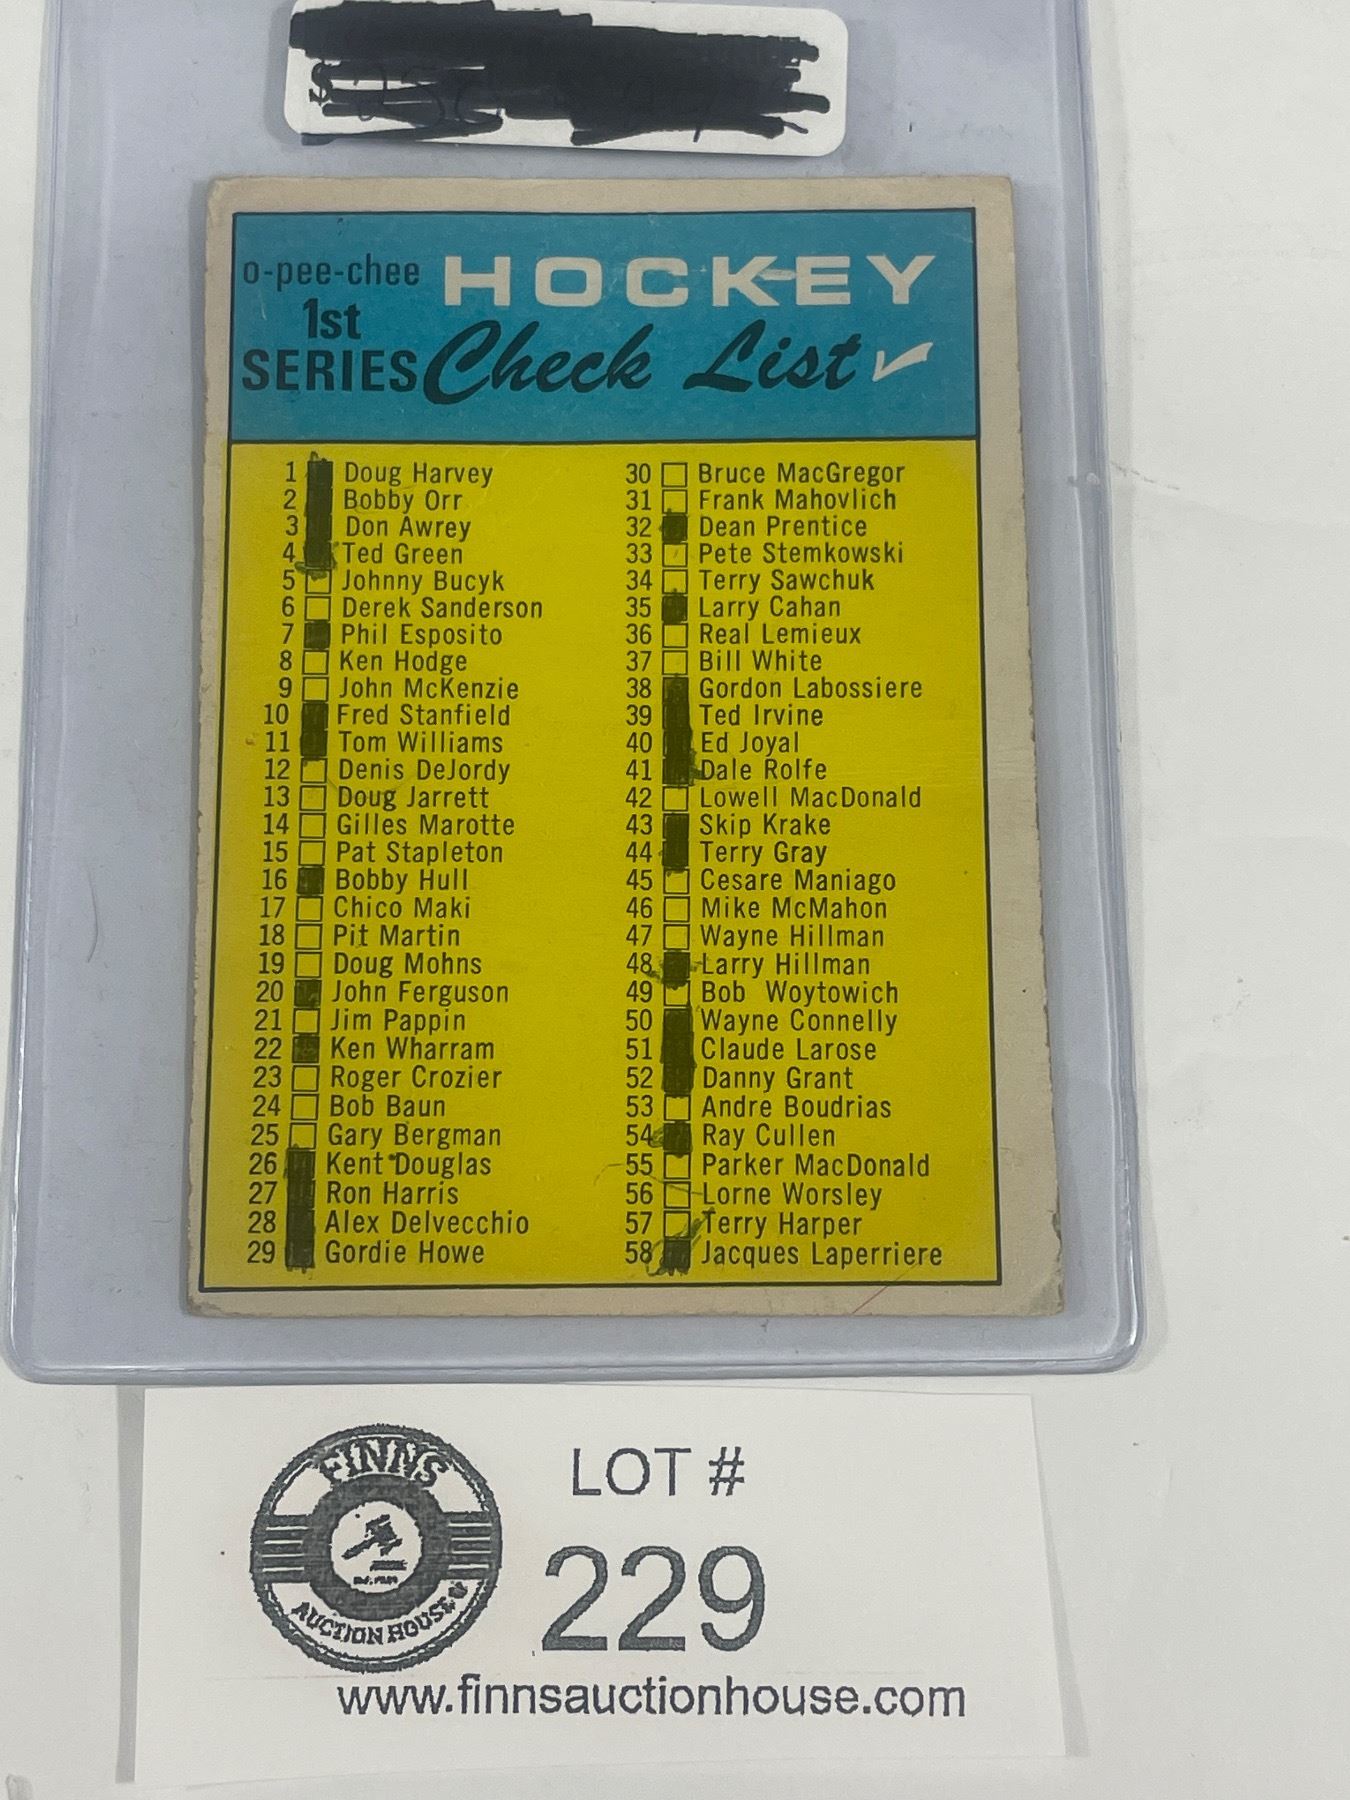 o-pee-chee HOCKEY
1st
SERIES Check List
1 Doug Harvey
2 Bobby Orr
3 Don Awrey
4 Ted Green
5 Johnny Bucyk
6 Derek Sanderson
7 Phil Esposito
8 Ken Hodge
9 John McKenzie
10 Fred Stanfield
11 Tom Williams
12 Denis DeJordy
13 Doug Jarrett
14 Gilles Marotte
15 Pat Stapleton
16 Bobby Hull
17 Chico Maki
18 Pit Martin
19 Doug Mohns
20 John Ferguson
21 Jim Pappin
22 Ken Wharram
23 Roger Crozier
24 Bob Baun
25 Gary Bergman
26 Kent Douglas
27 Ron Harris
28 Alex Delvecchio
29 Gordie Howe
30 Bruce MacGregor
31 Frank Mahovlich
32 Dean Prentice
33 Pete Stemkowski
34 Terry Sawchuk
35 Larry Cahan
36 Real Lemieux
37 Bill White
38 Gordon Labossiere
39 Ted Irvine
40 Ed Joyal
41 Dale Rolfe
42 Lowell MacDonald
43 Skip Krake
44 Terry Gray
45 Cesare Maniago
46 Mike McMahon
47 Wayne Hillman
48 Larry Hillman
49 Bob Woytowich
50 Wayne Connelly
51 Claude Larose
52 Danny Grant
53 Andre Boudrias
54 Ray Cullen
55 Parker MacDonald
56 Lorne Worsley
57 Terry Harper
58 Jacques Laperriere
FINNS
AUCTION HOUSE
LOT #
229
www.finnsauctionhouse.com